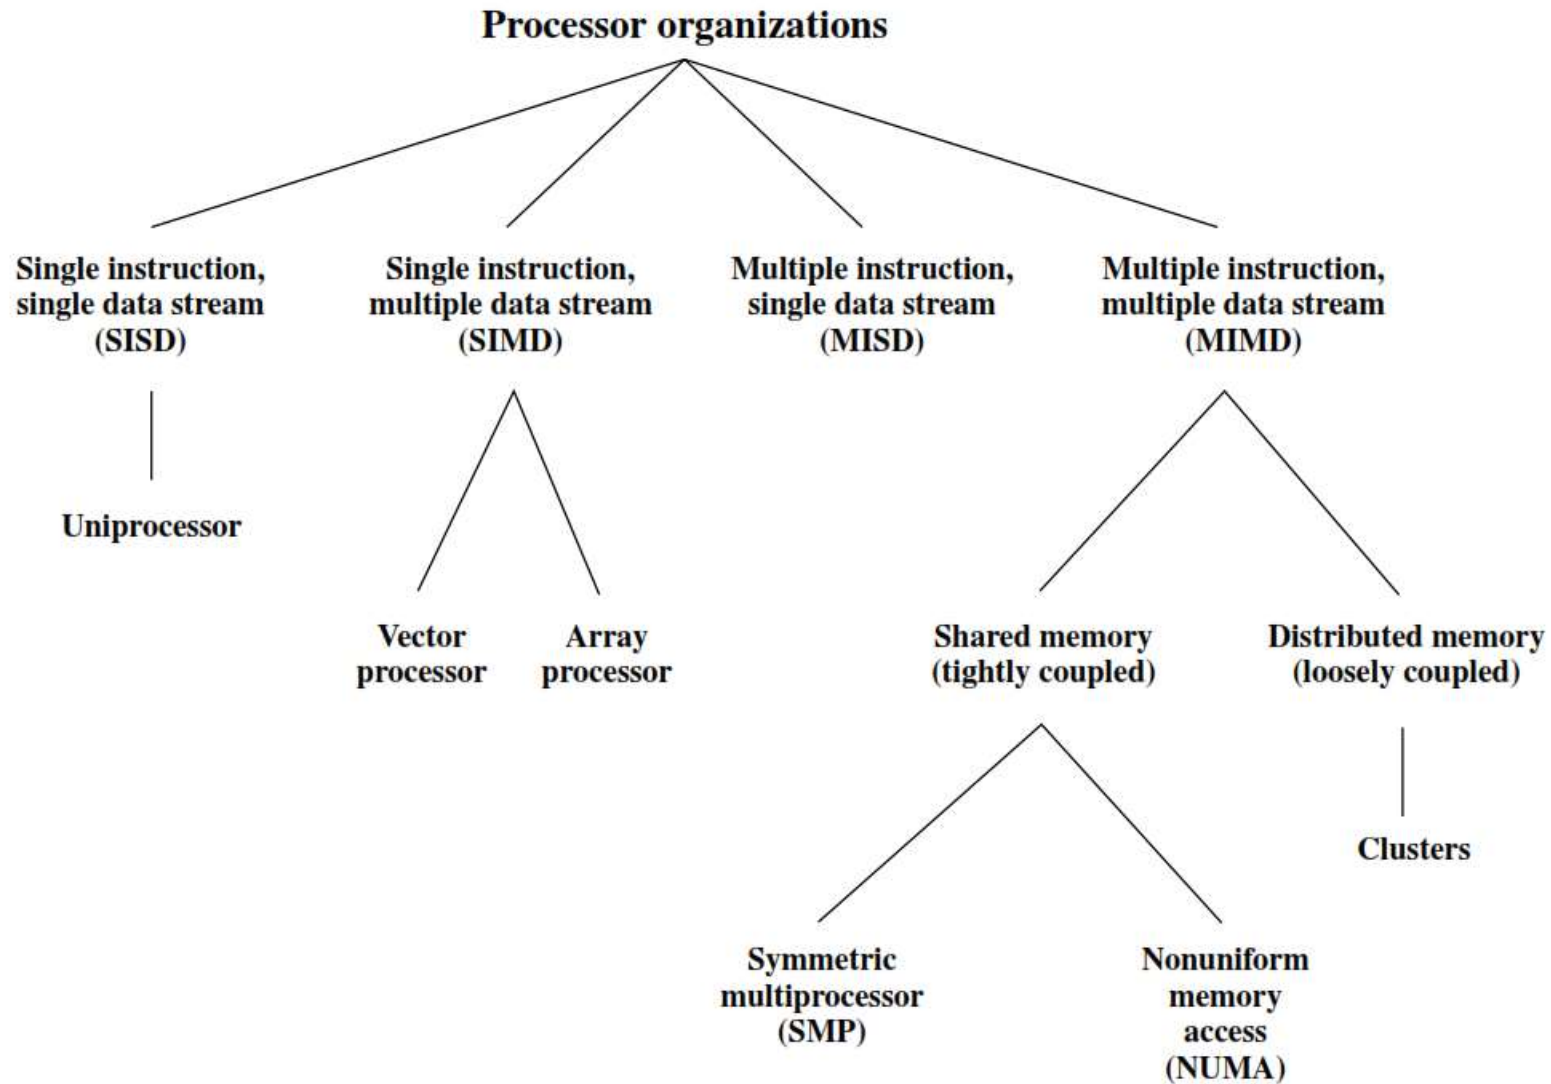 Processor organizations
Single instruction,
single data stream
(SISD)
Single instruction,
multiple data stream
(SIMD)
Multiple instruction,
single data stream
(MISD)
Multiple instruction,
multiple data stream
(MIMD)
Uniprocessor
Vector
processor
Array
processor
Shared memory
(tightly coupled)
Distributed memory
(loosely coupled)
Clusters
Symmetric
multiprocessor
(SMP)
Nonuniform
memory
access
(NUMA)